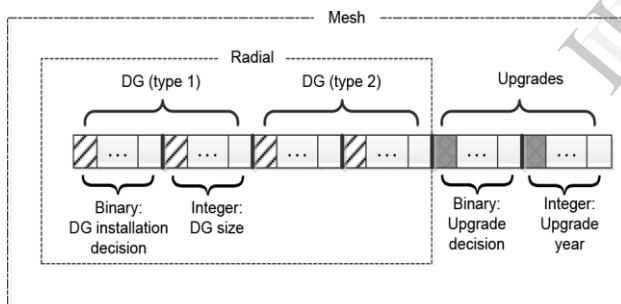 Mesh
Radial
DG (type 1)
DG (type 2)
Upgrades
... ... ... ... ... ...
Binary:
DG installation
decision
Integer:
DG size
Binary:
Upgrade
decision
Integer:
Upgrade
year